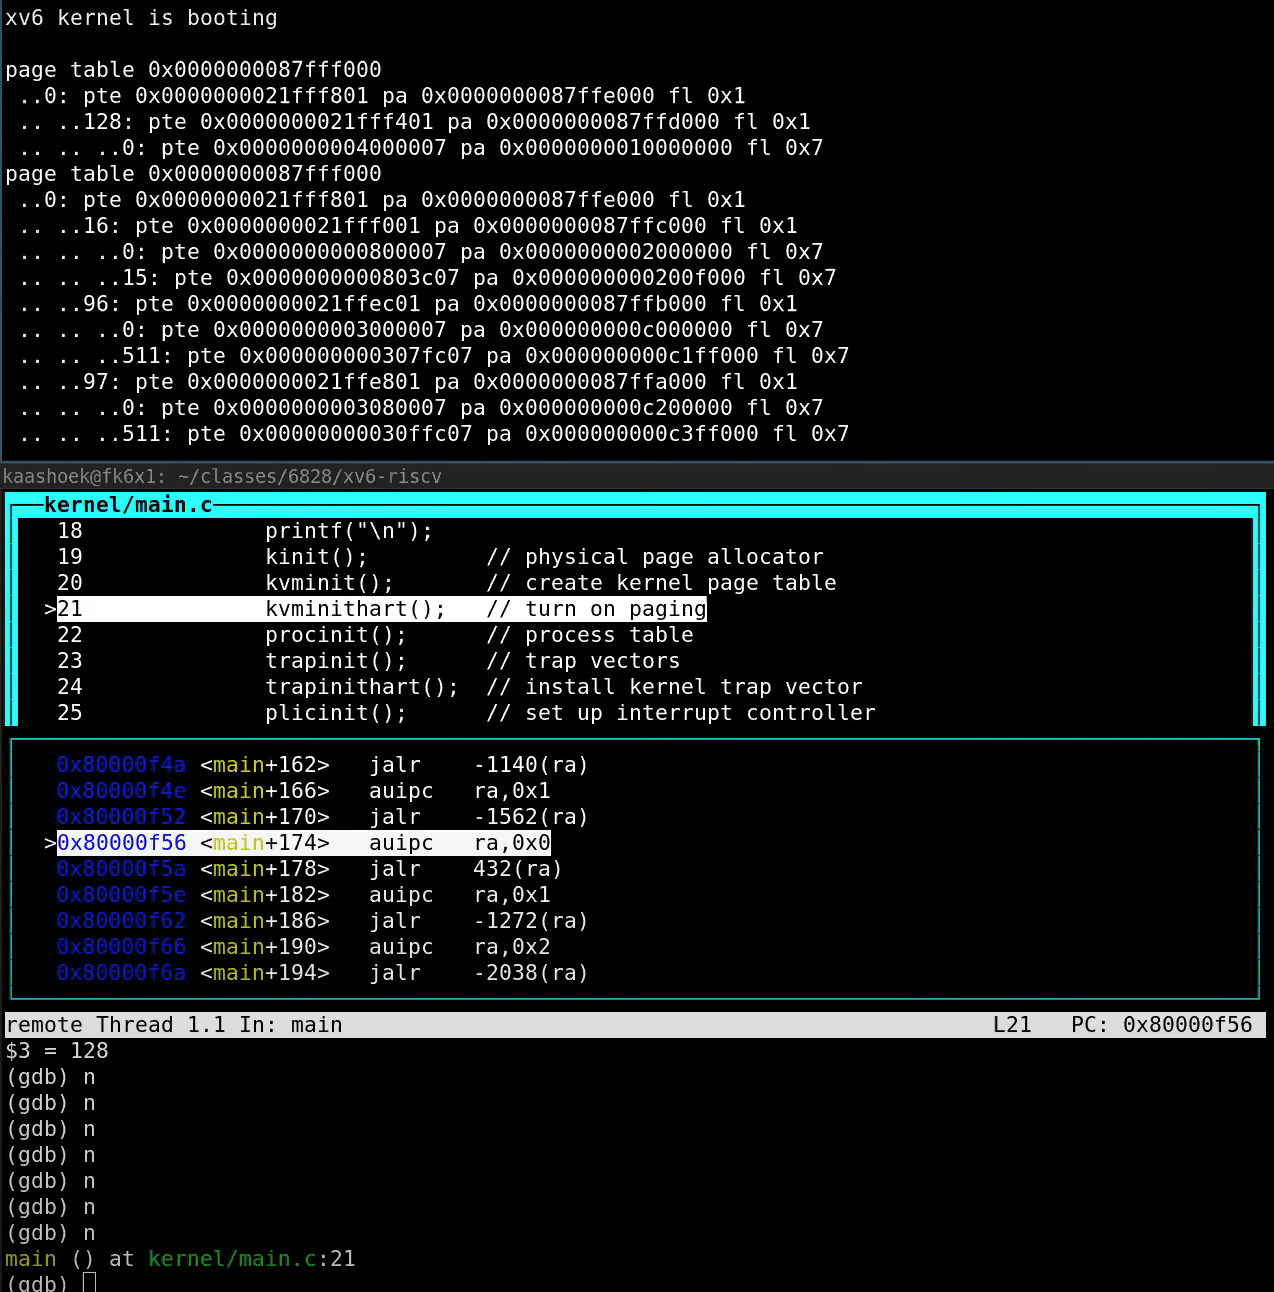 xv6 kernel is booting
page table 0x0000000087fff000
..0: pte 0x0000000021fff801 pa 0x0000000087ffe000 fl 0x1
.. ..128: pte 0x0000000021fff401 pa 0x0000000087ffd000 fl 0x1
.. .. ..0: pte 0x0000000004000007 pa 0x0000000010000000 fl 0x7
page table 0x0000000087fff000
..0: pte 0x0000000021fff801 pa 0x0000000087ffe000 fl 0x1
.. ..16: pte 0x0000000021fff001 pa 0x0000000087ffc000 fl 0x1
.. .. ..0: pte 0x0000000000800007 pa 0x0000000002000000 fl 0x7
.. .. ..15: pte 0x0000000000803c07 pa 0x000000000200f000 fl 0x7
.. ..96: pte 0x0000000021ffec01 pa 0x0000000087ffb000 fl 0x1
.. .. ..0: pte 0x0000000003000007 pa 0x000000000c000000 fl 0x7
.. .. ..511: pte 0x000000000307fc07 pa 0x000000000c1ff000 fl 0x7
.. ..97: pte 0x0000000021ffe801 pa 0x0000000087ffa000 fl 0x1
.. .. ..0: pte 0x0000000003080007 pa 0x000000000c200000 fl 0x7
.. .. ..511: pte 0x00000000030ffc07 pa 0x000000000c3ff000 fl 0x7
kaashoek@fk6x1: ~/classes/6828/xv6-riscv
kernel/main.c
18 printf("\n");
19 kinit(); // physical page allocator
20 kvminit(); // create kernel page table
>21 kvminithart(); // turn on paging
22 procinit(); // process table
23 trapinit(); // trap vectors
24 trapinithart(); // install kernel trap vector
25 plicinit(); // set up interrupt controller
0x80000f4a <main+162> jalr -1140(ra)
0x80000f4e <main+166> auipc ra,0x1
0x80000f52 <main+170> jalr -1562(ra)
>0x80000f56 <main+174> auipc ra,0x0
0x80000f5a <main+178> jalr 432(ra)
0x80000f5e <main+182> auipc ra,0x1
0x80000f62 <main+186> jalr -1272(ra)
0x80000f66 <main+190> auipc ra,0x2
0x80000f6a <main+194> jalr -2038(ra)
remote Thread 1.1 In: main L21 PC: 0x80000f56
$3 = 128
(gdb) n
(gdb) n
(gdb) n
(gdb) n
(gdb) n
(gdb) n
(gdb) n
main () at kernel/main.c:21
(gdb)